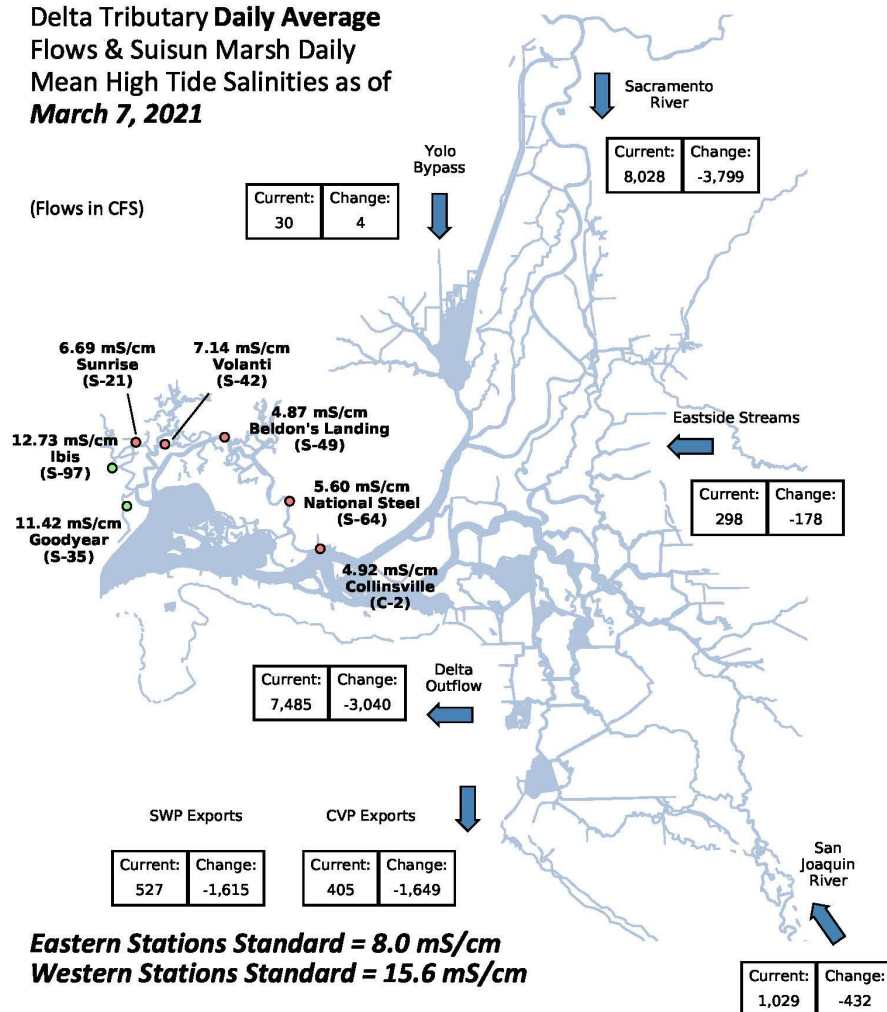 Delta Tributary Daily Average
Flows & Suisun Marsh Daily
Mean High Tide Salinities as of
March 7, 2021
Sacramento
River
Current: Change:
8,028 -3,799
Yolo
Bypass
(Flows in CFS)
Current: Change:
30 4
6.69 mS/cm
Sunrise
(S-21)
7.14 mS/cm
Volanti
(S-42)
4.87 mS/cm
Beldon's Landing
(S-49)
12.73 mS/cm
Ibis
(S-97)
Eastside Streams
Current: Change:
298 -178
5.60 mS/cm
National Steel
(S-64)
11.42 mS/cm
Goodyear
(S-35)
4.92 mS/cm
Collinsville
(C-2)
Delta
Outflow
Current: Change:
7,485 -3,040
SWP Exports
Current: Change:
527 -1,615
CVP Exports
Current: Change:
405 -1,649
San
Joaquin
River
Current: Change:
1,029 -432
Eastern Stations Standard = 8.0 mS/cm
Western Stations Standard = 15.6 mS/cm